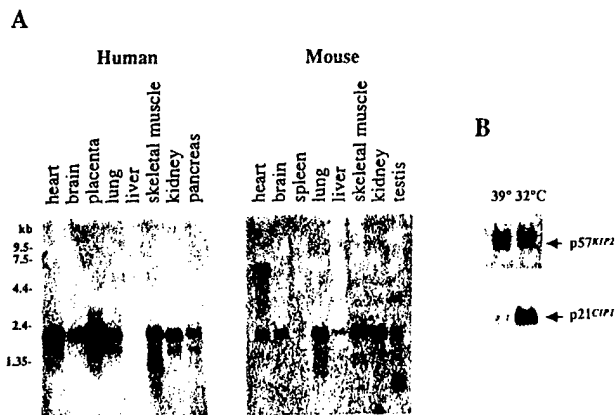 A
Human
Mouse
heart
brain
placenta
lung
liver
skeletal muscle
kidney
pancreas
heart
brain
spleen
lung
liver
skeletal muscle
kidney
testis
kb
9.5-
7.5-
4.4-
2.4-
1.35-
B
39° 32°C
p57KIP2
p21CIP1